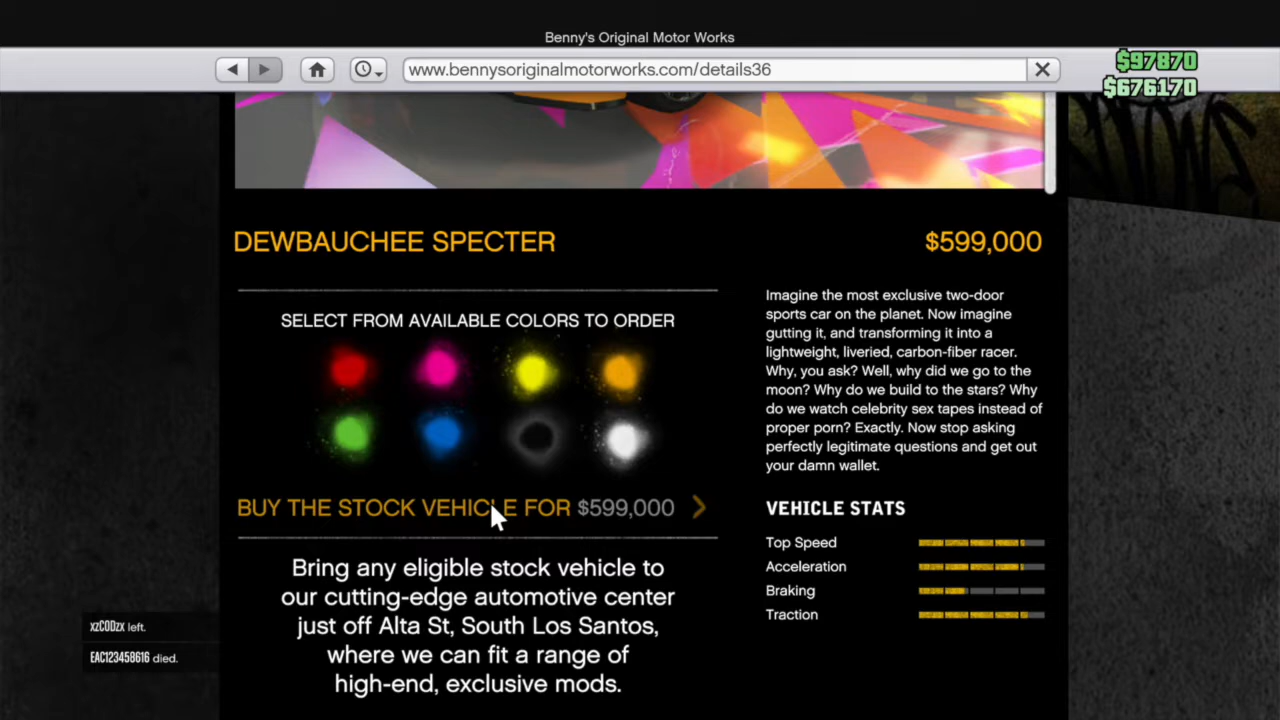 Benny's Original Motor Works
www.bennysoriginalmotorworks.com/details36
$97870
$676170
DEWBAUCHEE SPECTER
$599,000
SELECT FROM AVAILABLE COLORS TO ORDER
BUY THE STOCK VEHICLE FOR $599,000
Bring any eligible stock vehicle to
our cutting-edge automotive center
just off Alta St, South Los Santos,
where we can fit a range of
high-end, exclusive mods.
Imagine the most exclusive two-door
sports car on the planet. Now imagine
gutting it, and transforming it into a
lightweight, liveried, carbon-fiber racer.
Why, you ask? Well, why did we go to the
moon? Why do we build to the stars? Why
do we watch celebrity sex tapes instead of
proper porn? Exactly. Now stop asking
perfectly legitimate questions and get out
your damn wallet.
VEHICLE STATS
Top Speed
Acceleration
Braking
Traction
xzC0Dzx left.
EAC123458616 died.